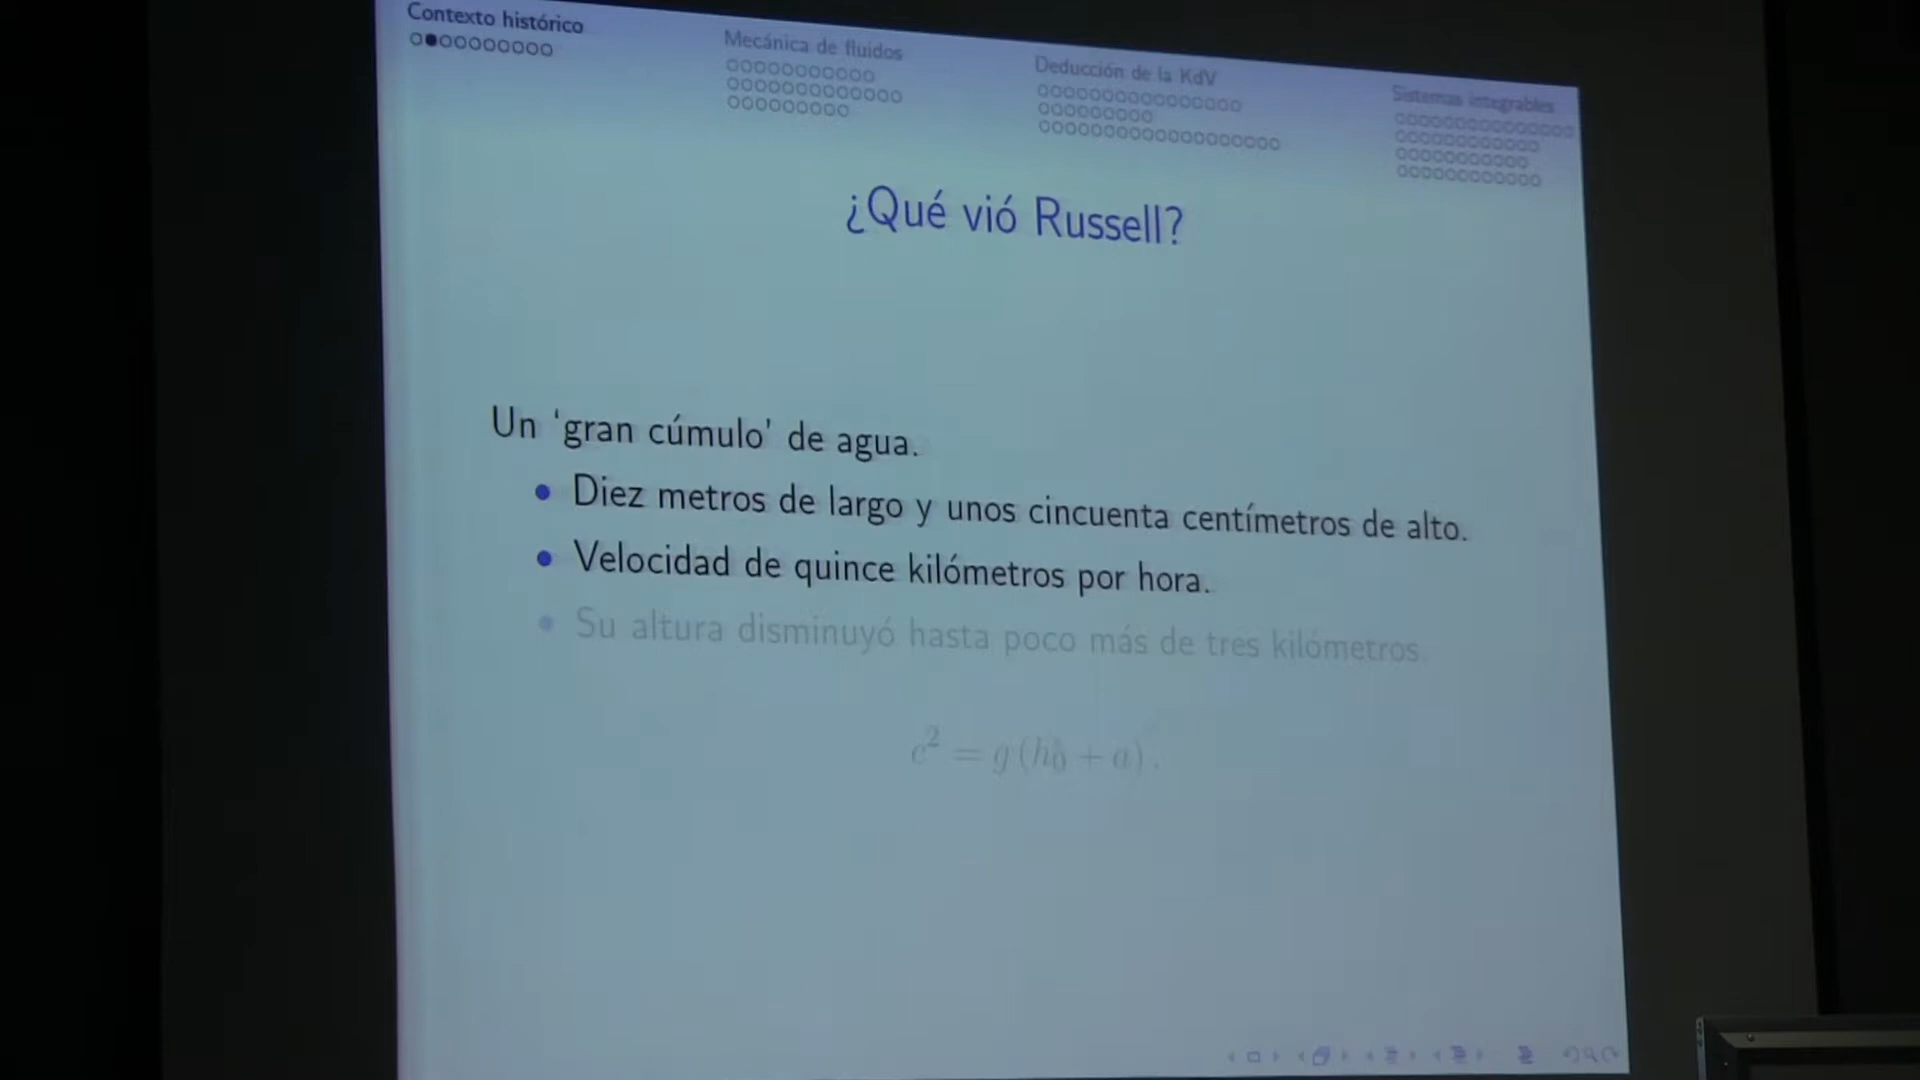 Contexto histórico
Mecánica de fluidos
Deducción de la KdV
Sistemas integrables
¿Qué vió Russell?
Un ‘gran cúmulo’ de agua.
• Diez metros de largo y unos cincuenta centímetros de alto.
• Velocidad de quince kilómetros por hora.
• Su altura disminuyó hasta poco más de tres kilómetros.
c² = g(h₀ + a).